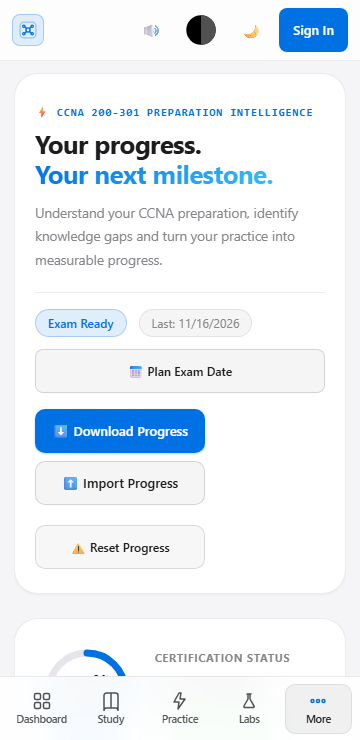 Sign In
CCNA 200-301 PREPARATION INTELLIGENCE
Your progress.
Your next milestone.
Understand your CCNA preparation, identify
knowledge gaps and turn your practice into
measurable progress.
Exam Ready
Last: 11/16/2026
Plan Exam Date
Download Progress
Import Progress
Reset Progress
CERTIFICATION STATUS
Dashboard
Study
Practice
Labs
More